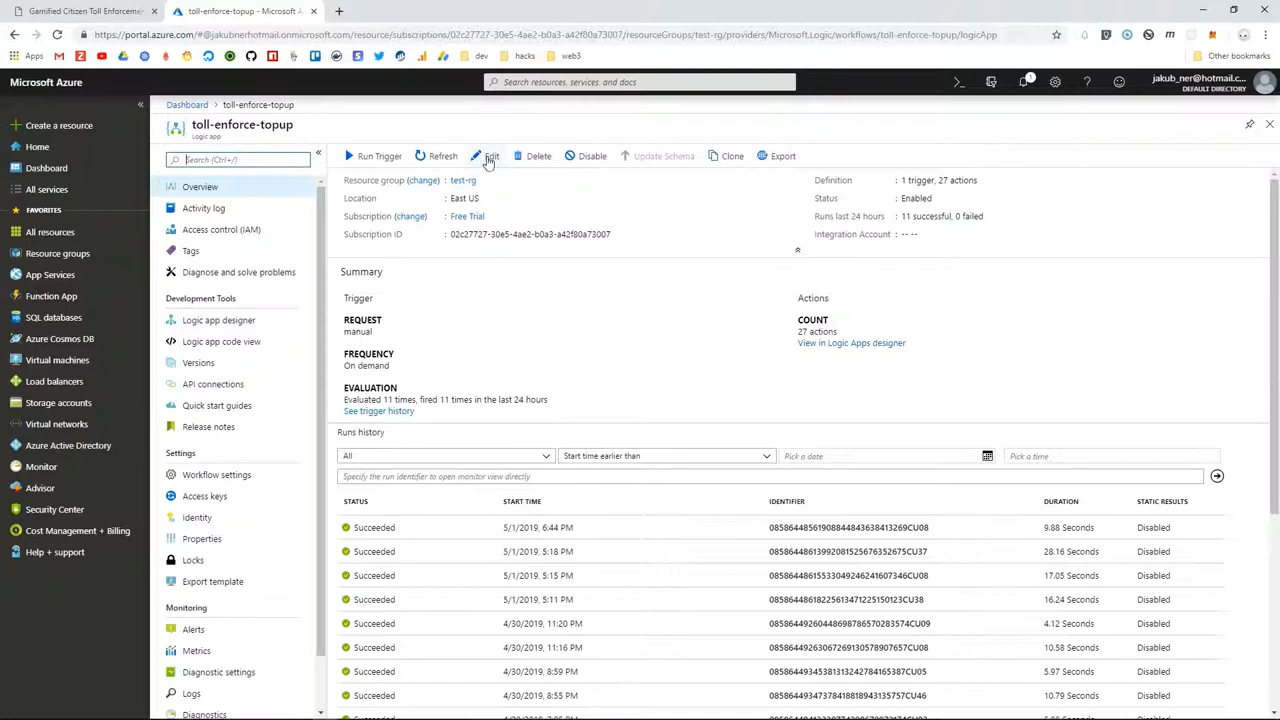 Gamified Citizen Toll Enforceme
toll-enforce-topup - Microsoft A
https://portal.azure.com/#@jakubnerhotmail.onmicrosoft.com/resource/subscriptions/02c27727-30e5-4ae2-b0a3-a42f80a73007/resourceGroups/test-rg/providers/Microsoft.Logic/workflows/toll-enforce-topup/logicApp
Apps
dev
hacks
web3
Other bookmarks
Microsoft Azure
Search resources, services, and docs
1
jakub_ner@hotmail.c...
DEFAULT DIRECTORY
Create a resource
Home
Dashboard
All services
FAVORITES
All resources
Resource groups
App Services
Function App
SQL databases
Azure Cosmos DB
Virtual machines
Load balancers
Storage accounts
Virtual networks
Azure Active Directory
Monitor
Advisor
Security Center
Cost Management + Billing
Help + support
Dashboard > toll-enforce-topup
toll-enforce-topup
Logic app
Search (Ctrl+/)
Overview
Activity log
Access control (IAM)
Tags
Diagnose and solve problems
Development Tools
Logic app designer
Logic app code view
Versions
API connections
Quick start guides
Release notes
Settings
Workflow settings
Access keys
Identity
Properties
Locks
Export template
Monitoring
Alerts
Metrics
Diagnostic settings
Logs
Diagnostics
Run Trigger Refresh Edit Delete Disable Update Schema Clone Export
Resource group (change) : test-rg
Location : East US
Subscription (change) : Free Trial
Subscription ID : 02c27727-30e5-4ae2-b0a3-a42f80a73007
Definition : 1 trigger, 27 actions
Status : Enabled
Runs last 24 hours : 11 successful, 0 failed
Integration Account : -- --
Summary
Trigger
REQUEST
manual
FREQUENCY
On demand
EVALUATION
Evaluated 11 times, fired 11 times in the last 24 hours
See trigger history
Actions
COUNT
27 actions
View in Logic Apps designer
Runs history
All
Start time earlier than
Pick a date
Pick a time
Specify the run identifier to open monitor view directly
STATUS START TIME IDENTIFIER DURATION STATIC RESULTS
Succeeded 5/1/2019, 6:44 PM 08586448561908844843638413269CU08 9.88 Seconds Disabled
Succeeded 5/1/2019, 5:18 PM 08586448613992081525676352675CU37 28.16 Seconds Disabled
Succeeded 5/1/2019, 5:15 PM 08586448615533049246241607346CU08 17.05 Seconds Disabled
Succeeded 5/1/2019, 5:11 PM 08586448618225613471225150123CU38 16.24 Seconds Disabled
Succeeded 4/30/2019, 11:20 PM 08586449260448698786570283574CU09 4.12 Seconds Disabled
Succeeded 4/30/2019, 11:16 PM 08586449263067269130578907657CU08 10.58 Seconds Disabled
Succeeded 4/30/2019, 8:59 PM 08586449345381313242784165387CU05 5.97 Seconds Disabled
Succeeded 4/30/2019, 8:55 PM 08586449347378418818943135757CU46 10.79 Seconds Disabled